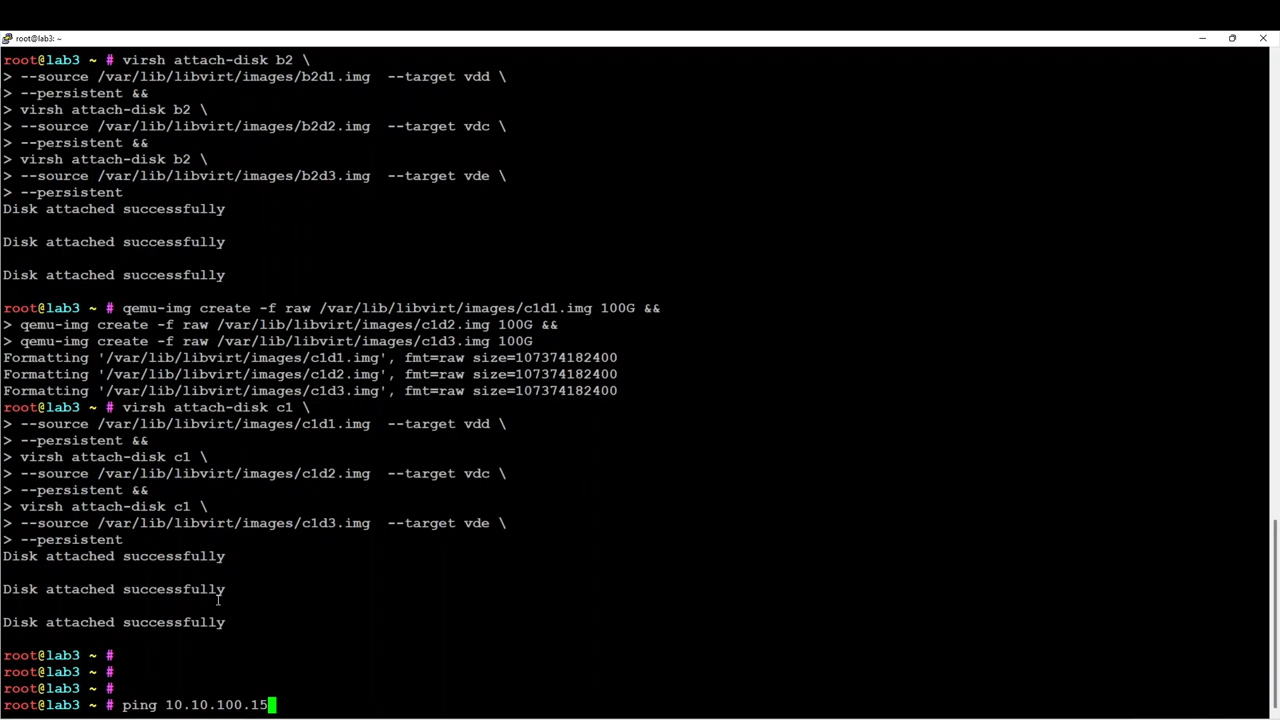 root@lab3: ~
root@lab3 ~ # virsh attach-disk b2 \
> --source /var/lib/libvirt/images/b2d1.img  --target vdd \
> --persistent &&
> virsh attach-disk b2 \
> --source /var/lib/libvirt/images/b2d2.img  --target vdc \
> --persistent &&
> virsh attach-disk b2 \
> --source /var/lib/libvirt/images/b2d3.img  --target vde \
> --persistent
Disk attached successfully
Disk attached successfully
Disk attached successfully
root@lab3 ~ # qemu-img create -f raw /var/lib/libvirt/images/c1d1.img 100G &&
> qemu-img create -f raw /var/lib/libvirt/images/c1d2.img 100G &&
> qemu-img create -f raw /var/lib/libvirt/images/c1d3.img 100G
Formatting '/var/lib/libvirt/images/c1d1.img', fmt=raw size=107374182400
Formatting '/var/lib/libvirt/images/c1d2.img', fmt=raw size=107374182400
Formatting '/var/lib/libvirt/images/c1d3.img', fmt=raw size=107374182400
root@lab3 ~ # virsh attach-disk c1 \
> --source /var/lib/libvirt/images/c1d1.img  --target vdd \
> --persistent &&
> virsh attach-disk c1 \
> --source /var/lib/libvirt/images/c1d2.img  --target vdc \
> --persistent &&
> virsh attach-disk c1 \
> --source /var/lib/libvirt/images/c1d3.img  --target vde \
> --persistent
Disk attached successfully
Disk attached successfully
Disk attached successfully
root@lab3 ~ #
root@lab3 ~ #
root@lab3 ~ #
root@lab3 ~ # ping 10.10.100.15